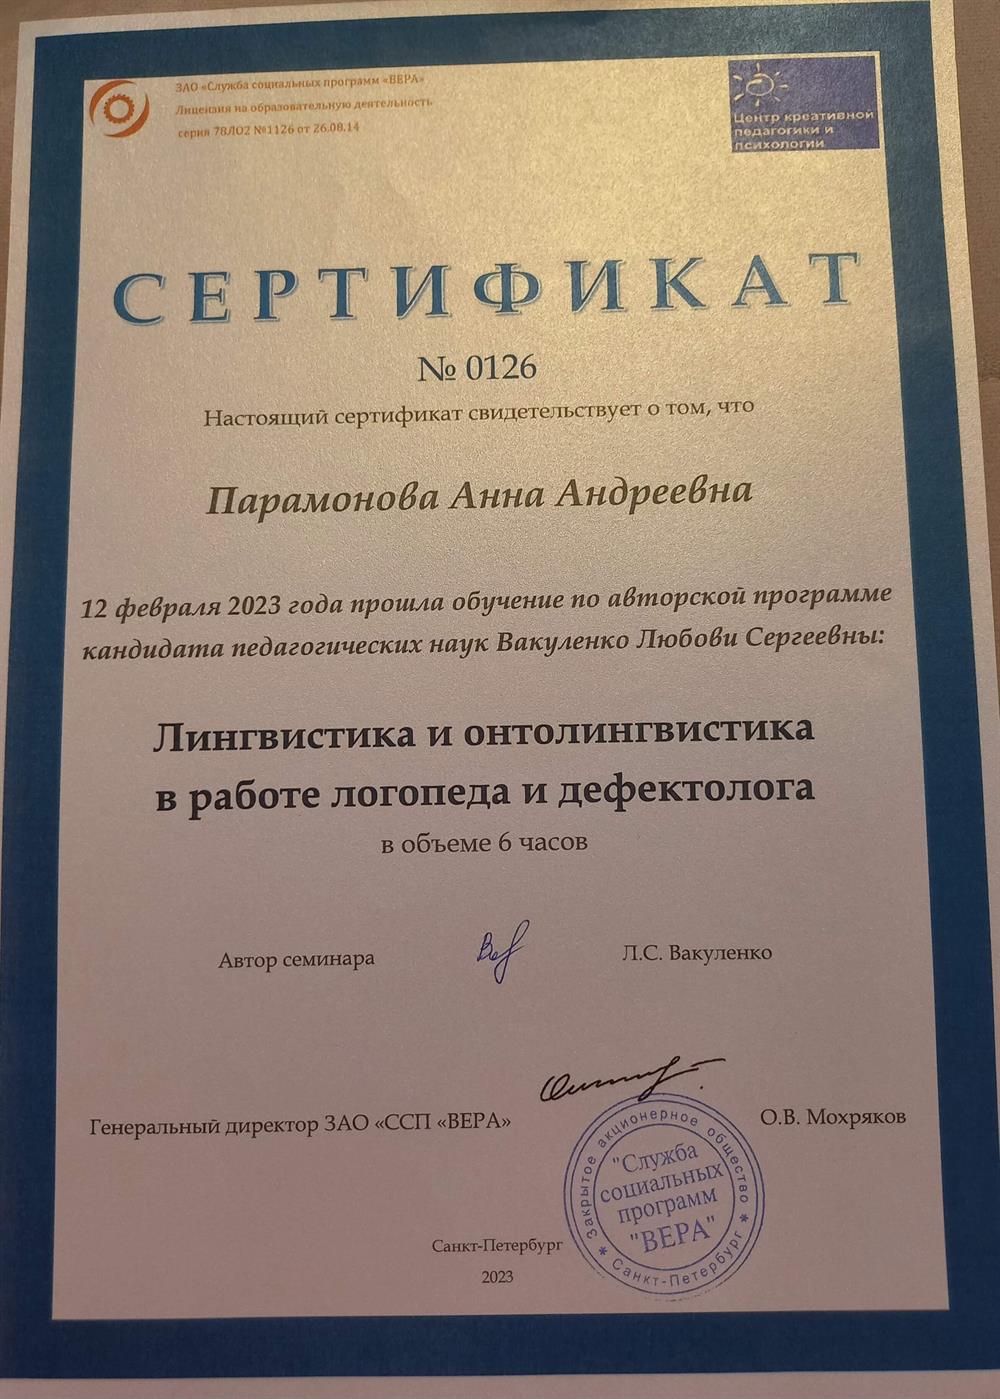 ЗАО «Служба социальных программ «ВЕРА»
Лицензия на образовательную деятельность
серия 78ЛО2 №1126 от 26.08.14
Центр креативной
педагогики и
психологии
СЕРТИФИКАТ
№ 0126
Настоящий сертификат свидетельствует о том, что
Парамонова Анна Андреевна
12 февраля 2023 года прошла обучение по авторской программе
кандидата педагогических наук Вакуленко Любови Сергеевны:
Лингвистика и онтолингвистика
в работе логопеда и дефектолога
в объеме 6 часов
Автор семинара
Л.С. Вакуленко
Генеральный директор ЗАО «ССП «ВЕРА»
О.В. Мохряков
Закрытое акционерное общество
"Служба
социальных
программ
"ВЕРА"
* Санкт-Петербург *
Санкт-Петербург
2023